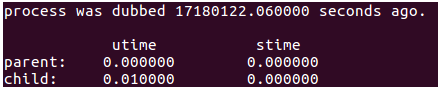 process was dubbed 17180122.060000 seconds ago.
utime stime
parent: 0.000000 0.000000
child: 0.010000 0.000000